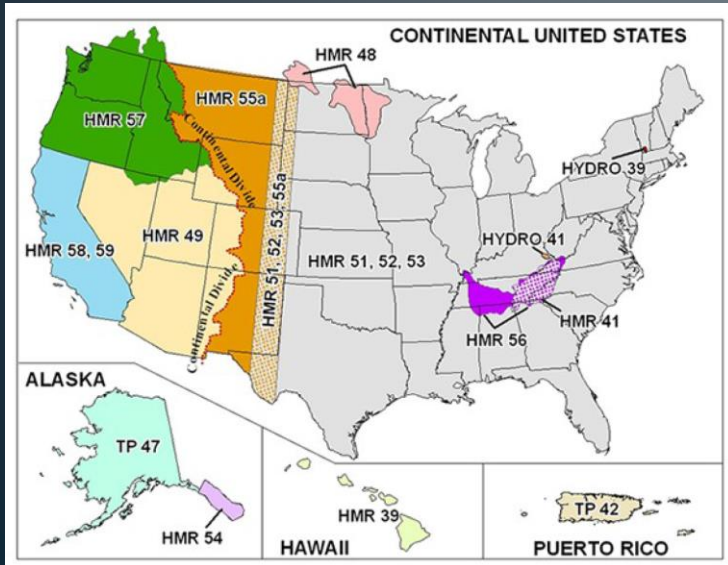 CONTINENTAL UNITED STATES
HMR 48
HMR 55a
HMR 57
Continental Divide
HYDRO 39
HMR 51, 52, 53, 55a
HMR 49
HYDRO 41
HMR 58, 59
HMR 51, 52, 53
Continental Divide
HMR 41
HMR 56
ALASKA
TP 47
HMR 54
HMR 39
HAWAII
TP 42
PUERTO RICO